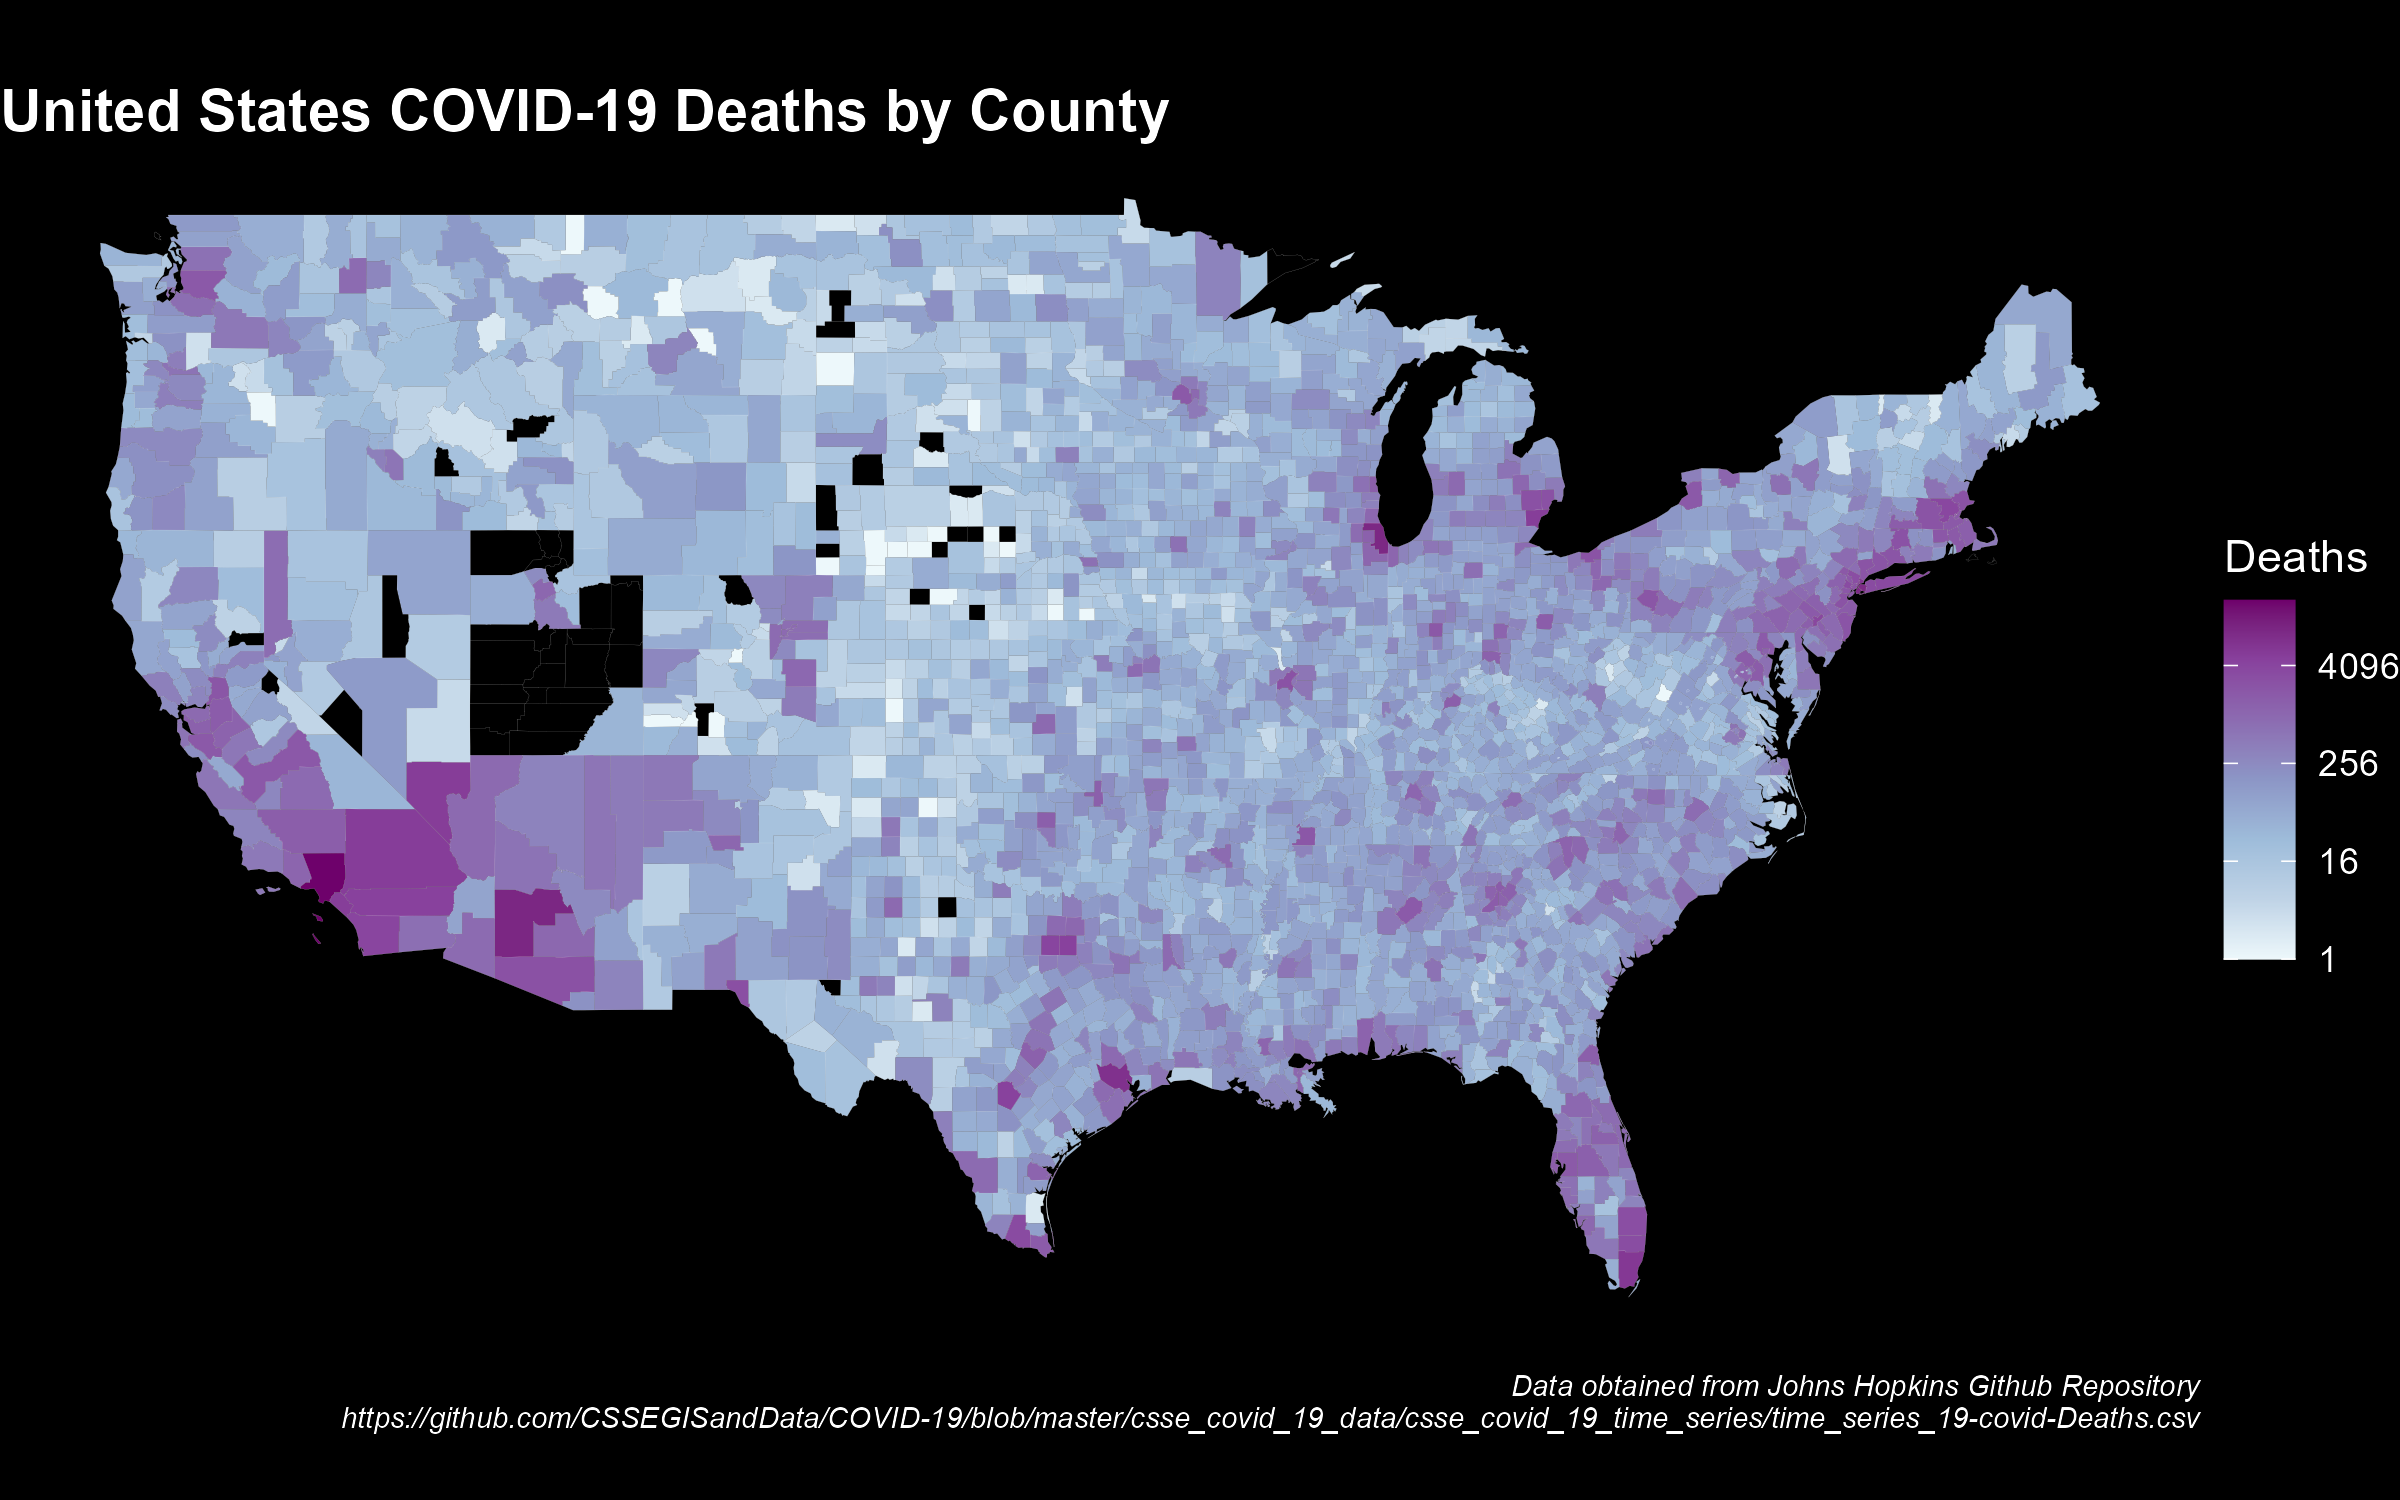 United States COVID-19 Deaths by County
Deaths
4096
256
16
1
Data obtained from Johns Hopkins Github Repository
https://github.com/CSSEGISandData/COVID-19/blob/master/csse_covid_19_data/csse_covid_19_time_series/time_series_19-covid-Deaths.csv